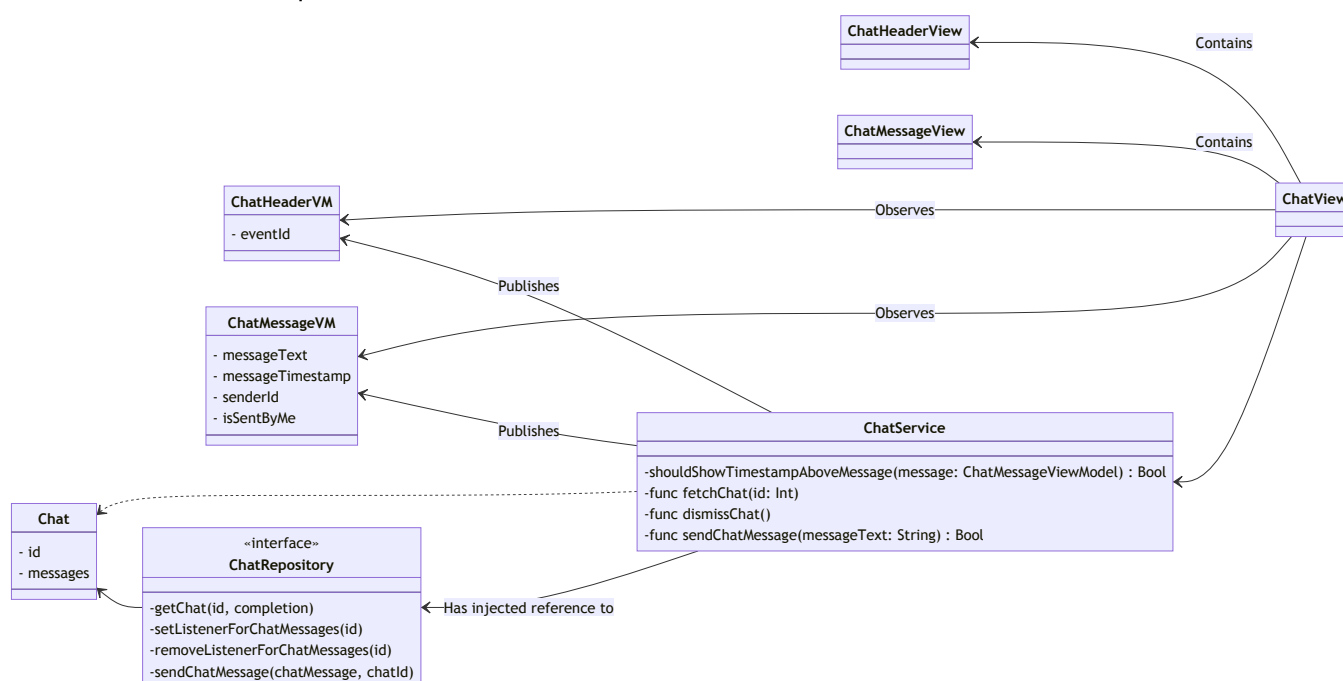 ChatHeaderView
Contains
ChatMessageView
Contains
ChatView
ChatHeaderVM
- eventId
Observes
Publishes
ChatMessageVM
- messageText
- messageTimestamp
- senderId
- isSentByMe
Observes
Publishes
ChatService
-shouldShowTimestampAboveMessage(message: ChatMessageViewModel) : Bool
-func fetchChat(id: Int)
-func dismissChat()
-func sendChatMessage(messageText: String) : Bool
Chat
- id
- messages
«interface»
ChatRepository
-getChat(id, completion)
-setListenerForChatMessages(id)
-removeListenerForChatMessages(id)
-sendChatMessage(chatMessage, chatId)
Has injected reference to